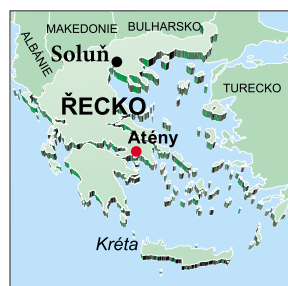 MAKEDONIE
BULHARSKO
ALBÁNIE
Soluň
TURECKO
ŘECKO
Atény
Kréta